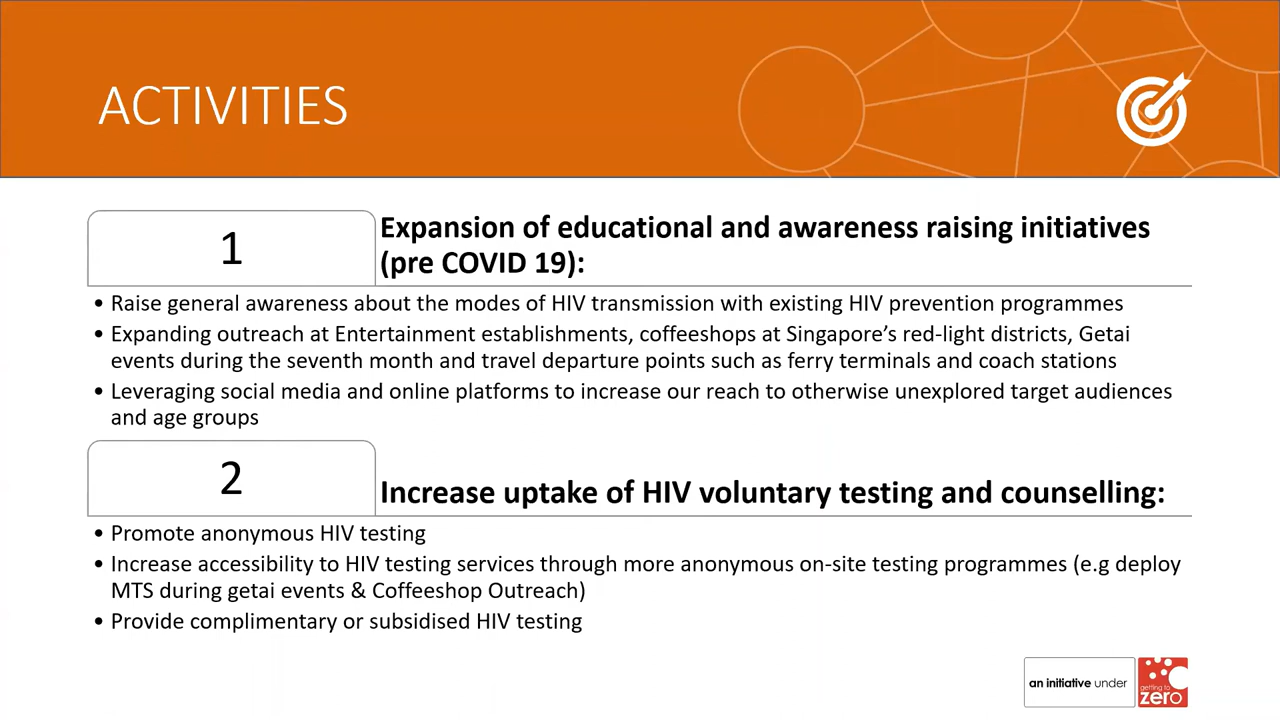 ACTIVITIES
1
Expansion of educational and awareness raising initiatives
(pre COVID 19):
• Raise general awareness about the modes of HIV transmission with existing HIV prevention programmes
• Expanding outreach at Entertainment establishments, coffeeshops at Singapore’s red-light districts, Getai
events during the seventh month and travel departure points such as ferry terminals and coach stations
• Leveraging social media and online platforms to increase our reach to otherwise unexplored target audiences
and age groups
2
Increase uptake of HIV voluntary testing and counselling:
• Promote anonymous HIV testing
• Increase accessibility to HIV testing services through more anonymous on-site testing programmes (e.g deploy
MTS during getai events & Coffeeshop Outreach)
• Provide complimentary or subsidised HIV testing
an initiative under
getting to
zero